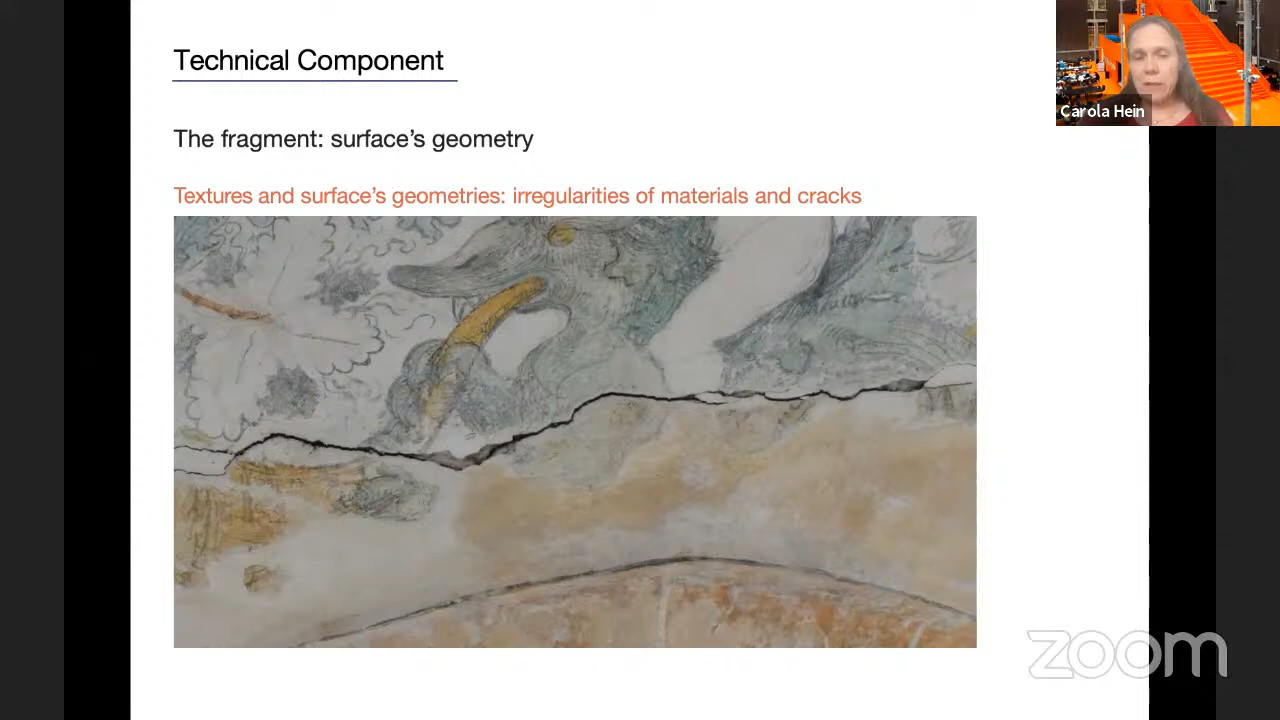 Technical Component
Carola Hein
The fragment: surface’s geometry
Textures and surface’s geometries: irregularities of materials and cracks
zoom